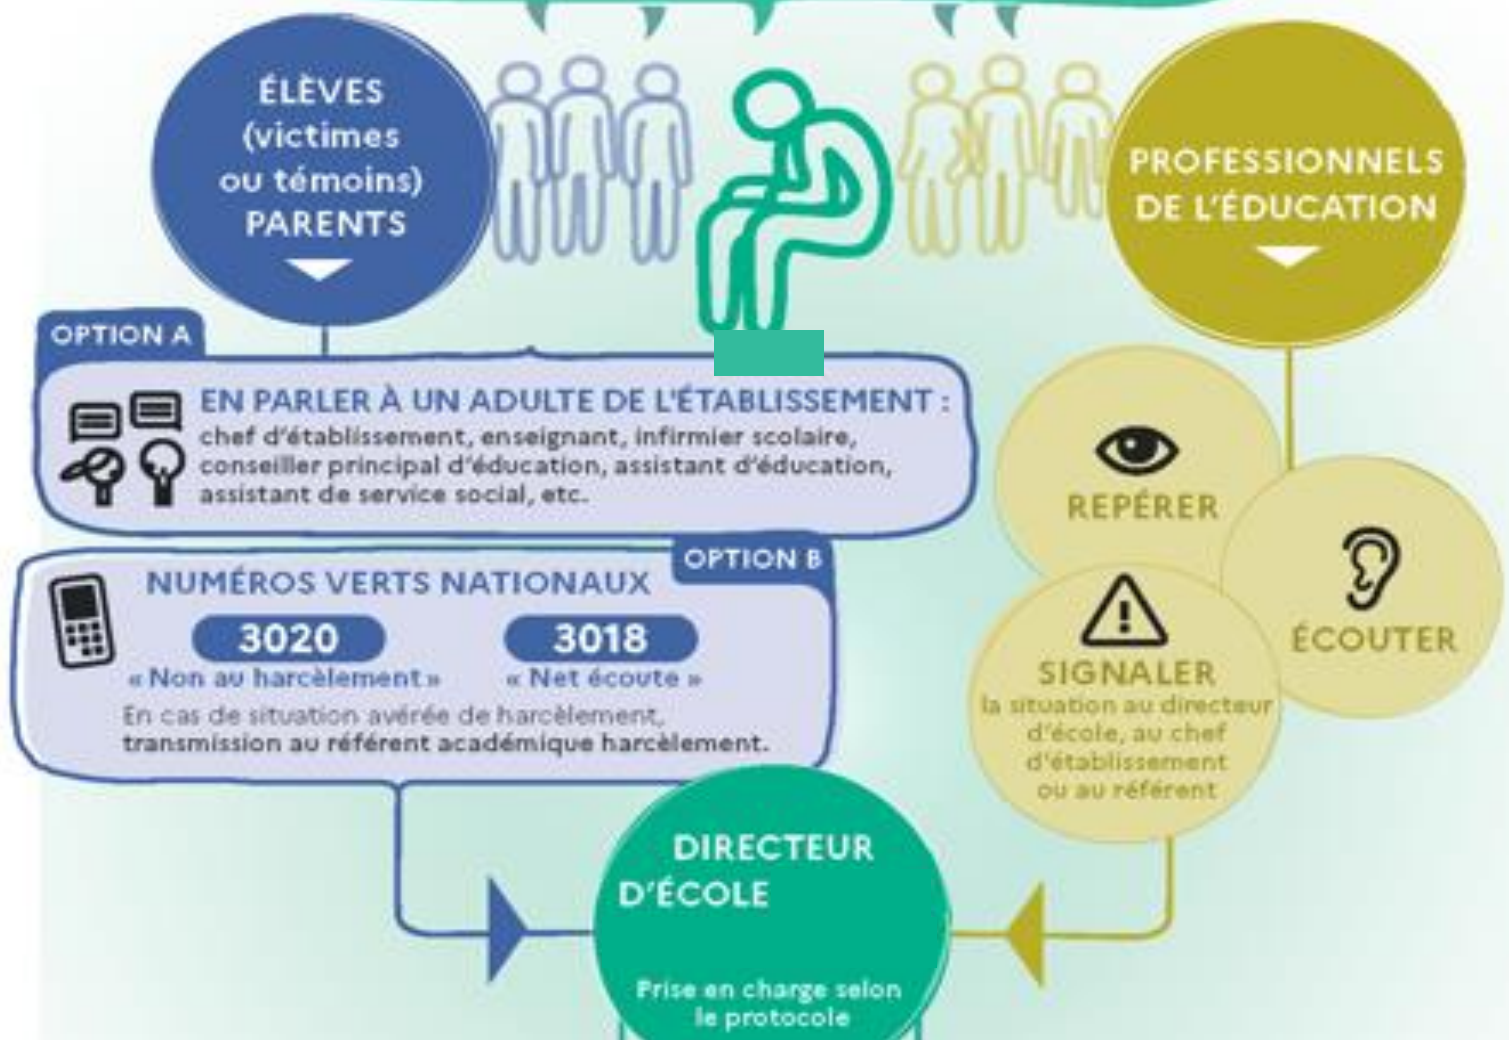 ÉLÈVES
(victimes
ou témoins)
PARENTS
PROFESSIONNELS
DE L'ÉDUCATION
OPTION A
EN PARLER À UN ADULTE DE L'ÉTABLISSEMENT :
chef d'établissement, enseignant, infirmier scolaire,
conseiller principal d'éducation, assistant d'éducation,
assistant de service social, etc.
OPTION B
NUMÉROS VERTS NATIONAUX
3020
« Non au harcèlement »
3018
« Net écoute »
En cas de situation avérée de harcèlement,
transmission au référent académique harcèlement.
REPÉRER
ÉCOUTER
SIGNALER
la situation au directeur
d'école, au chef
d'établissement
ou au référent
DIRECTEUR
D'ÉCOLE
Prise en charge selon
le protocole